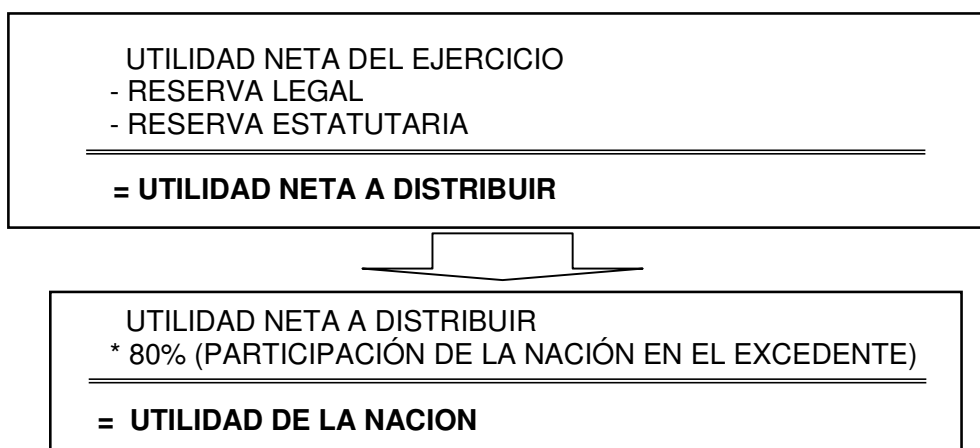 UTILIDAD NETA DEL EJERCICIO
- RESERVA LEGAL
- RESERVA ESTATUTARIA
= UTILIDAD NETA A DISTRIBUIR
UTILIDAD NETA A DISTRIBUIR
* 80% (PARTICIPACIÓN DE LA NACIÓN EN EL EXCEDENTE)
= UTILIDAD DE LA NACION